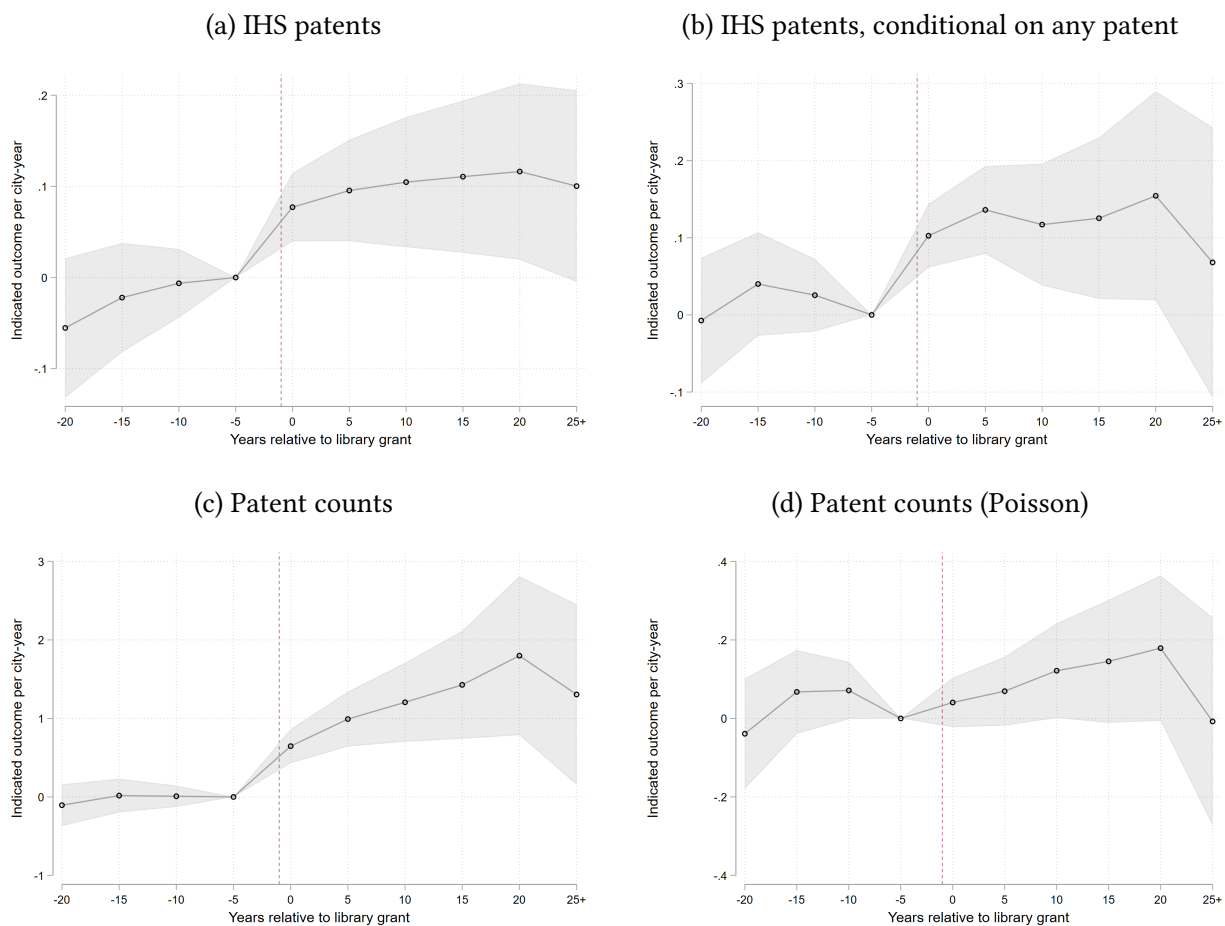 (a) IHS patents
Indicated outcome per city-year
.2
.1
0
-.1
-20 -15 -10 -5 0 5 10 15 20 25+
Years relative to library grant
(b) IHS patents, conditional on any patent
Indicated outcome per city-year
.3
.2
.1
0
-.1
-20 -15 -10 -5 0 5 10 15 20 25+
Years relative to library grant
(c) Patent counts
Indicated outcome per city-year
3
2
1
0
-1
-20 -15 -10 -5 0 5 10 15 20 25+
Years relative to library grant
(d) Patent counts (Poisson)
Indicated outcome per city-year
.4
.2
0
-.2
-.4
-20 -15 -10 -5 0 5 10 15 20 25+
Years relative to library grant